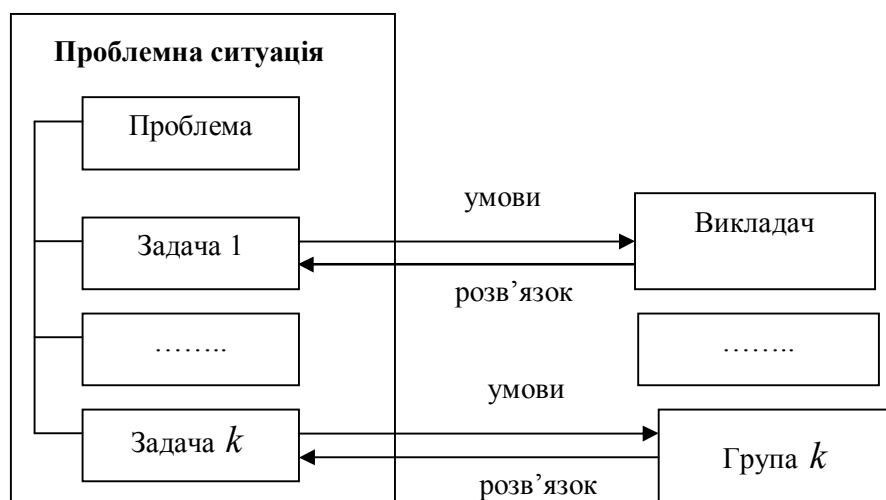 Проблемна ситуація
Проблема
умови
Викладач
Задача 1
розв’язок
……..
……..
умови
Задача k
Група k
розв’язок